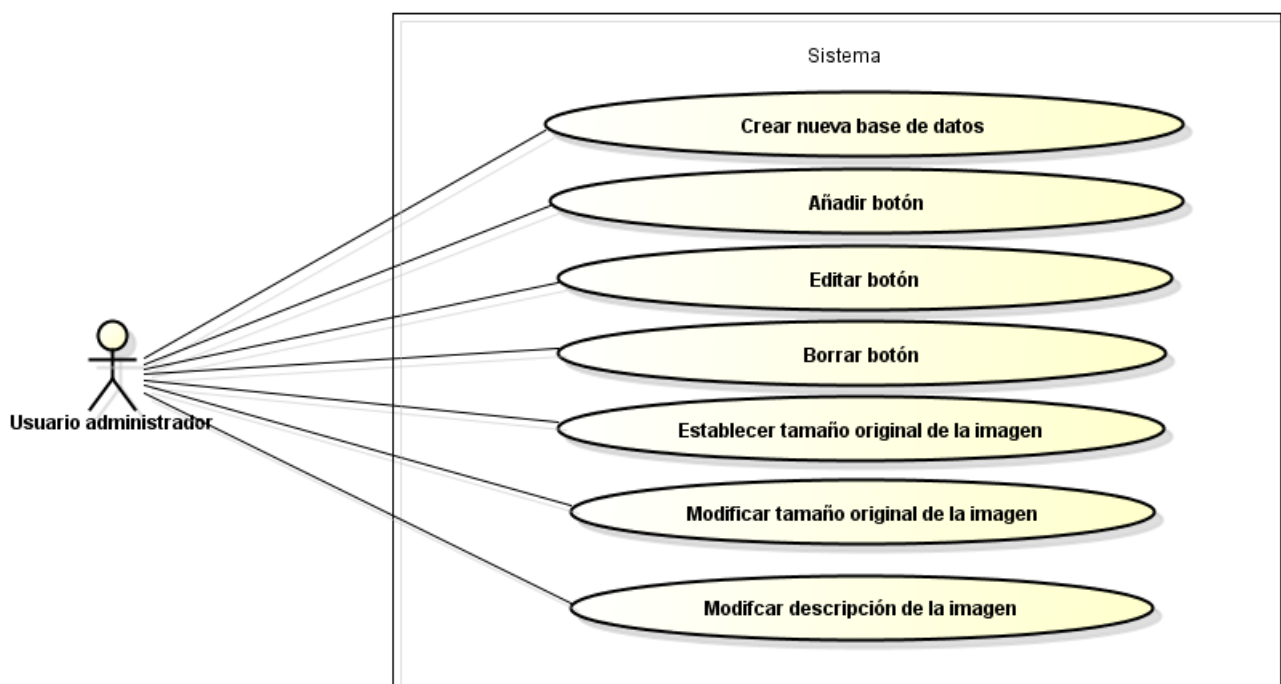 Sistema
Crear nueva base de datos
Añadir botón
Editar botón
Borrar botón
Usuario administrador
Establecer tamaño original de la imagen
Modificar tamaño original de la imagen
Modifcar descripción de la imagen